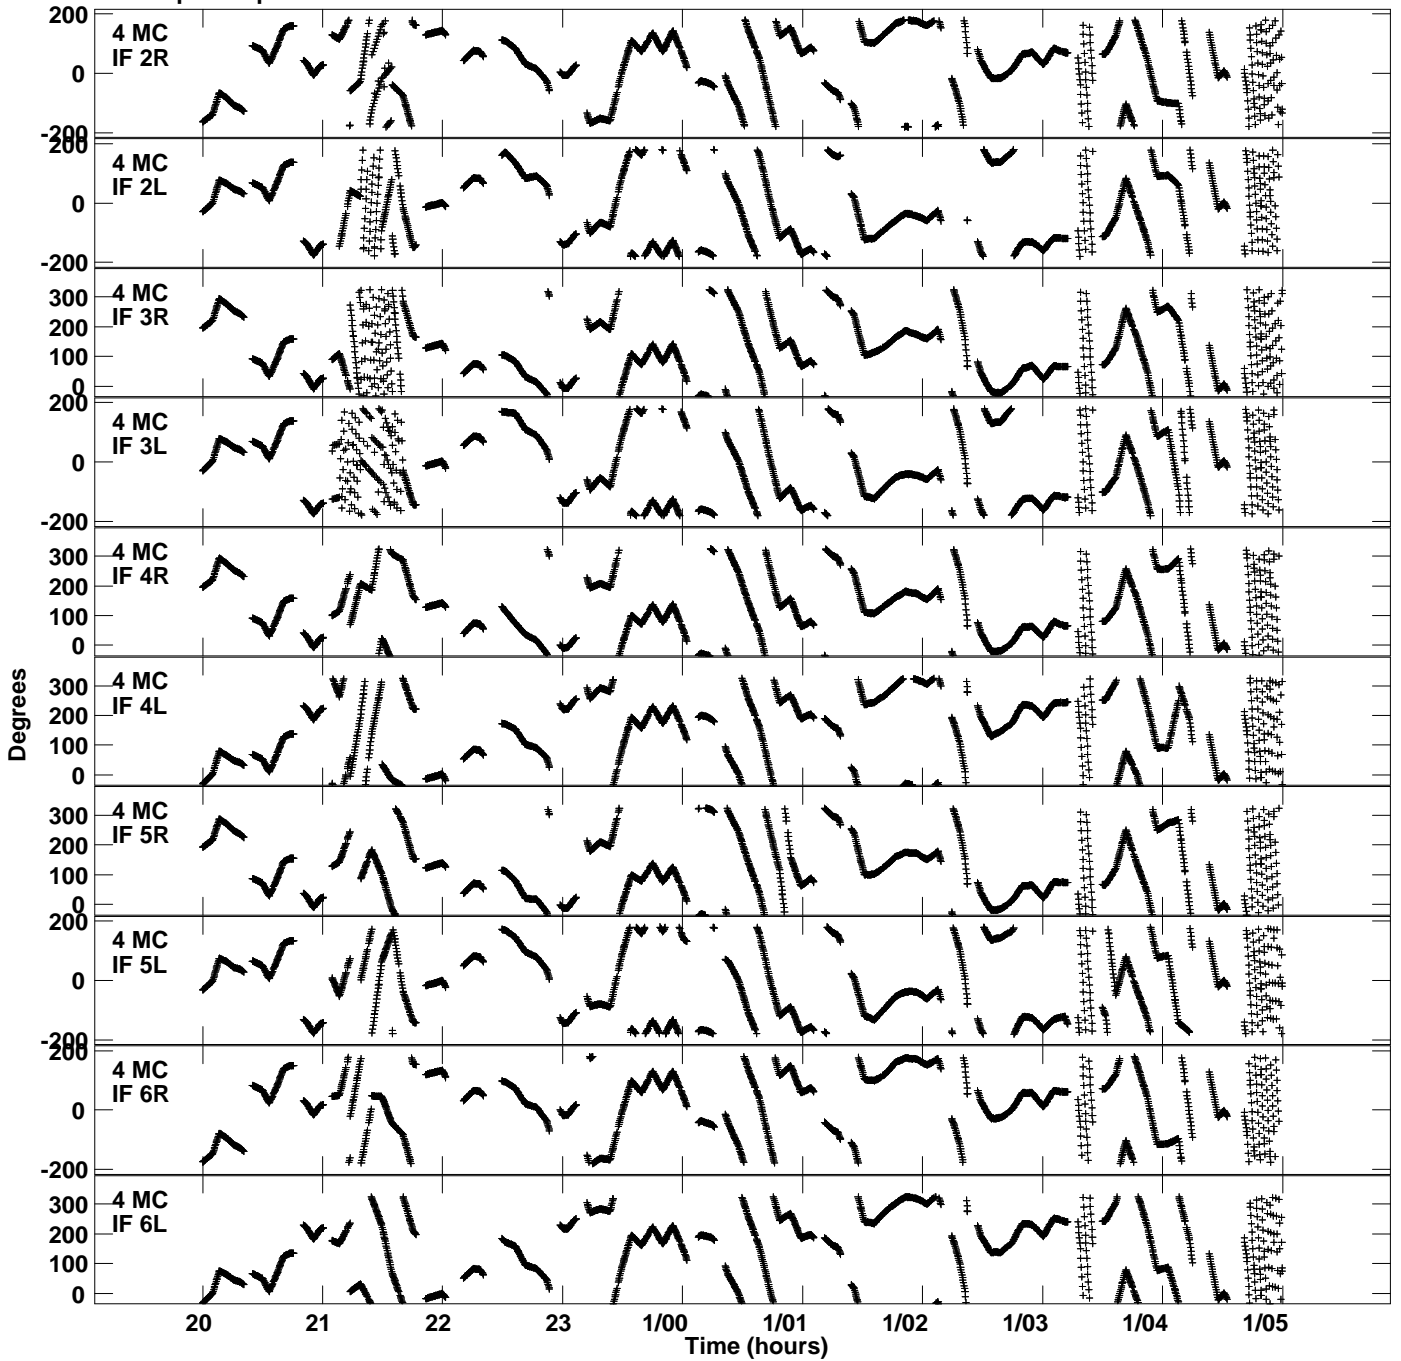 200
4 MC
IF 2R
0
-200
200
4 MC
IF 2L
0
-200
4 MC
IF 3R
300
200
100
0
200
4 MC
IF 3L
0
-200
4 MC
IF 4R
300
200
100
0
4 MC
IF 4L
300
200
100
0
4 MC
IF 5R
300
200
100
0
200
4 MC
IF 5L
0
-200
200
4 MC
IF 6R
0
-200
4 MC
IF 6L
300
200
100
0
Degrees
20 21 22 23 1/00 1/01 1/02 1/03 1/04 1/05
Time (hours)